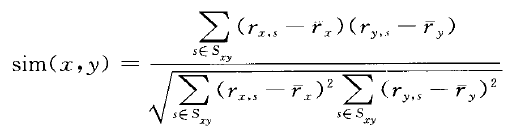 sim(x,y) = \frac{\sum_{s \in S_{xy}} (r_{x,s} - \bar{r}_x)(r_{y,s} - \bar{r}_y)}{\sqrt{\sum_{s \in S_{xy}} (r_{x,s} - \bar{r}_x)^2 \sum_{s \in S_{xy}} (r_{y,s} - \bar{r}_y)^2}}